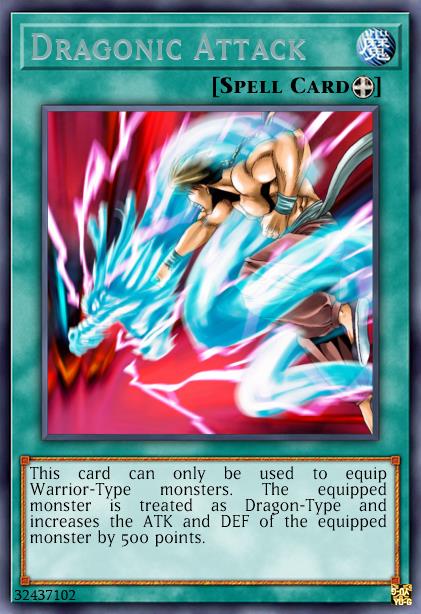 DRAGONIC ATTACK
魔
[SPELL CARD]
This card can only be used to equip
Warrior-Type monsters. The equipped
monster is treated as Dragon-Type and
increases the ATK and DEF of the equipped
monster by 500 points.
32437102